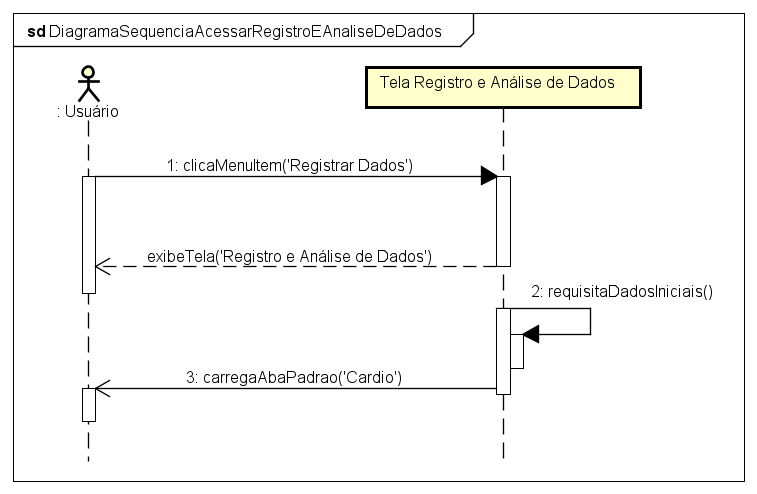 sd DiagramaSequenciaAcessarRegistroEAnaliseDeDados
: Usuário
Tela Registro e Análise de Dados
1: clicaMenuItem('Registrar Dados')
exibeTela('Registro e Análise de Dados')
2: requisitaDadosIniciais()
3: carregaAbaPadrao('Cardio')